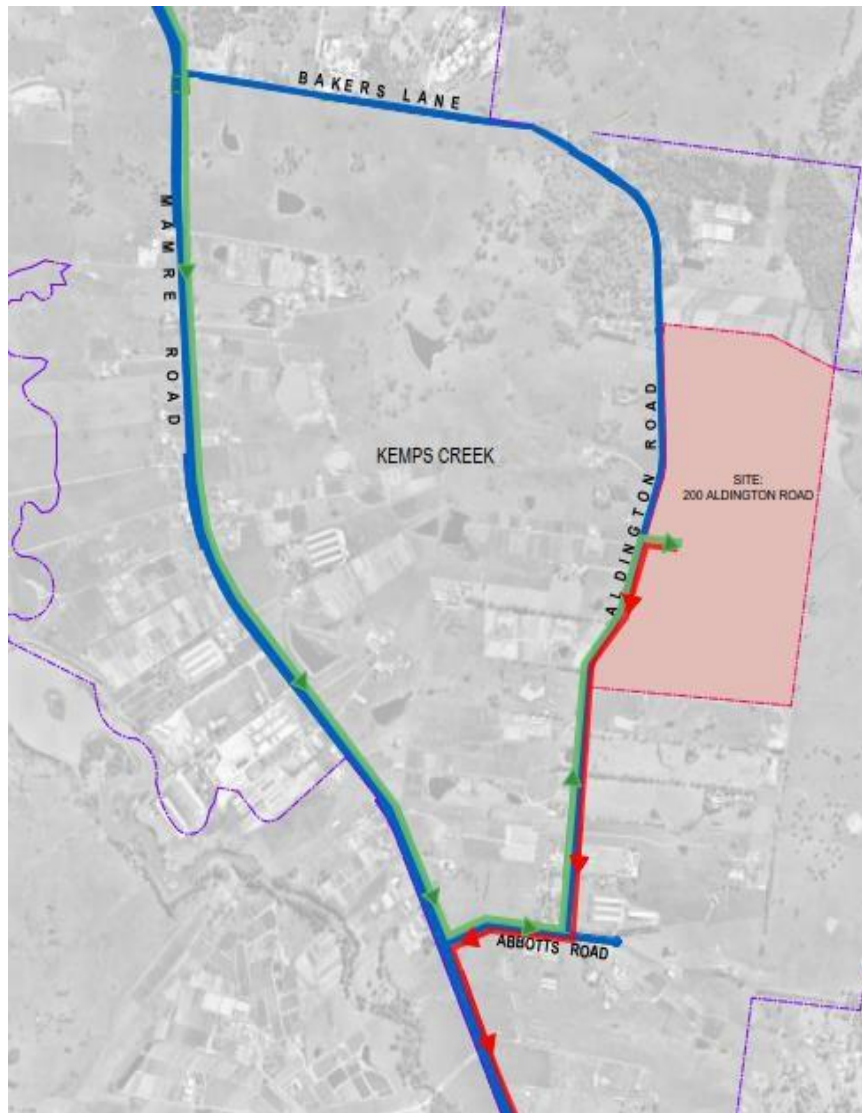 BAKERS LANE
MAMRE ROAD
KEMPS CREEK
ALDINGTON ROAD
SITE:
200 ALDINGTON ROAD
ABBOTTS ROAD